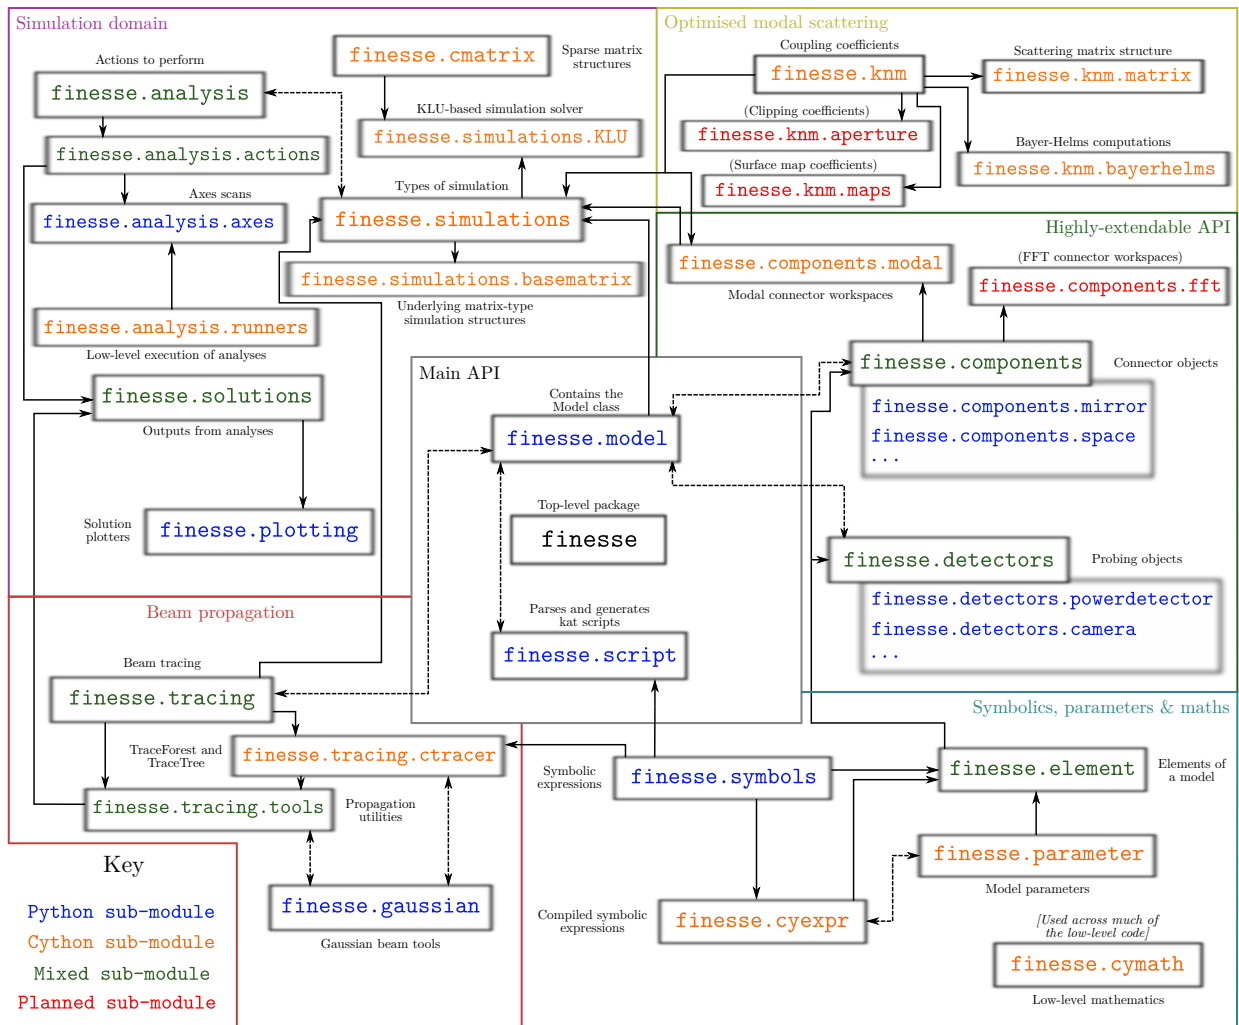 Simulation domain
Actions to perform
finesse.analysis
finesse.analysis.actions
Axes scans
finesse.analysis.axes
finesse.analysis.runners
Low-level execution of analyses
finesse.solutions
Outputs from analyses
Solution
plotters
finesse.plotting
finesse.cmatrix
Sparse matrix
structures
KLU-based simulation solver
finesse.simulations.KLU
Types of simulation
finesse.simulations
finesse.simulations.basematrix
Underlying matrix-type
simulation structures
Optimised modal scattering
Coupling coefficients
finesse.knm
Scattering matrix structure
finesse.knm.matrix
(Clipping coefficients)
finesse.knm.aperture
(Surface map coefficients)
finesse.knm.maps
Bayer-Helms computations
finesse.knm.bayerhelms
Highly-extendable API
finesse.components.modal
Modal connector workspaces
(FFT connector workspaces)
finesse.components.fft
finesse.components
Connector objects
finesse.components.mirror
finesse.components.space
...
finesse.detectors
Probing objects
finesse.detectors.powerdetector
finesse.detectors.camera
...
Main API
Contains the
Model class
finesse.model
Top-level package
finesse
Parses and generates
kat scripts
finesse.script
Beam propagation
Beam tracing
finesse.tracing
TraceForest and
TraceTree
finesse.tracing.ctracer
finesse.tracing.tools
Propagation
utilities
finesse.gaussian
Gaussian beam tools
Symbolics, parameters & maths
Symbolic
expressions
finesse.symbols
finesse.element
Elements of
a model
finesse.parameter
Model parameters
Compiled symbolic
expressions
finesse.cyexpr
[Used across much of
the low-level code]
finesse.cymath
Low-level mathematics
Key
Python sub-module
Cython sub-module
Mixed sub-module
Planned sub-module